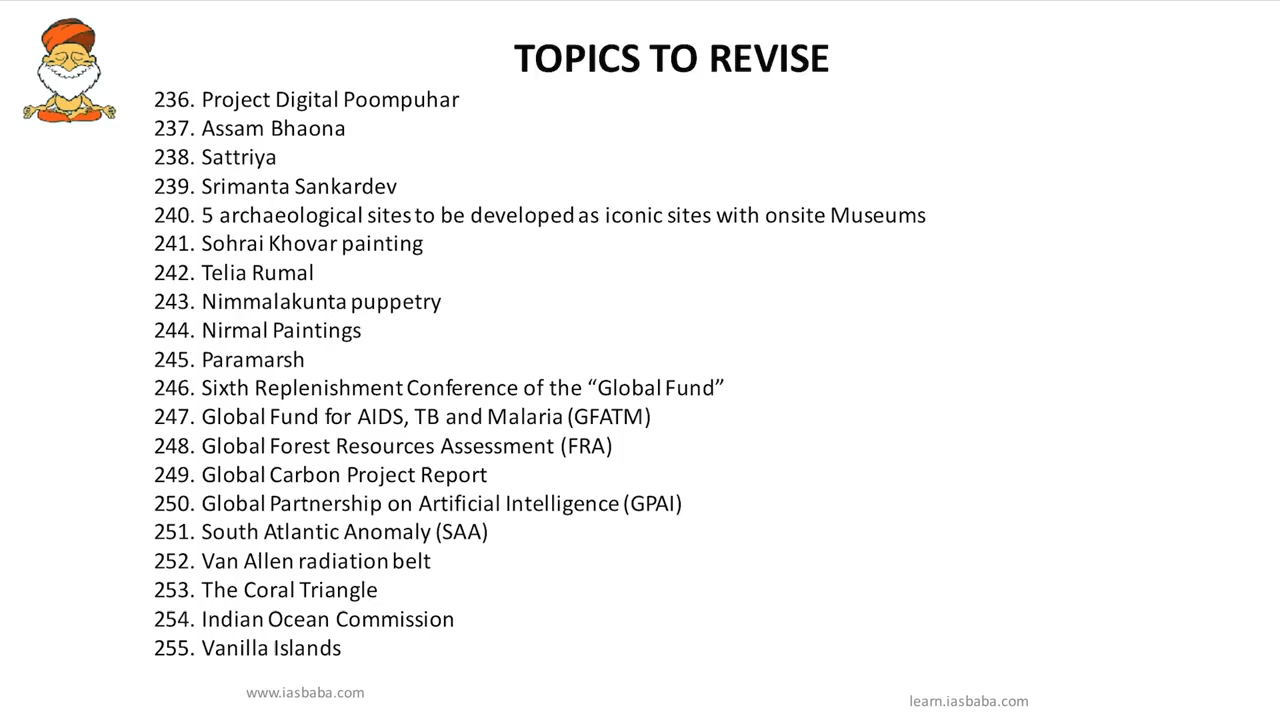 TOPICS TO REVISE
236. Project Digital Poompuhar
237. Assam Bhaona
238. Sattriya
239. Srimanta Sankardev
240. 5 archaeological sites to be developed as iconic sites with onsite Museums
241. Sohrai Khovar painting
242. Telia Rumal
243. Nimmalakunta puppetry
244. Nirmal Paintings
245. Paramarsh
246. Sixth Replenishment Conference of the “Global Fund”
247. Global Fund for AIDS, TB and Malaria (GFATM)
248. Global Forest Resources Assessment (FRA)
249. Global Carbon Project Report
250. Global Partnership on Artificial Intelligence (GPAI)
251. South Atlantic Anomaly (SAA)
252. Van Allen radiation belt
253. The Coral Triangle
254. Indian Ocean Commission
255. Vanilla Islands
www.iasbaba.com
learn.iasbaba.com